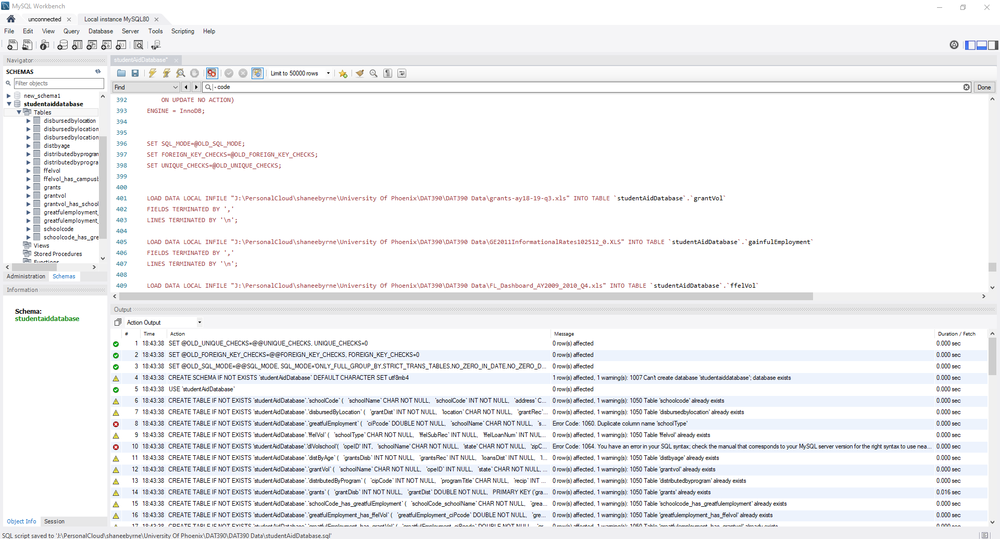 MySQL Workbench
unconnected
Local instance MySQL80
File Edit View Query Database Server Tools Scripting Help
Navigator
SCHEMAS
Filter objects
new_schema1
studentaiddatabase
Tables
disbursedbylocation
disbursedbylocation
disbursedbylocation
distbyage
distributedbyprogram
distributedbyprogra
ffelvol
ffelvol_has_campusb
grants
grantvol
grantvol_has_school
greatfulemployment_
greatfulemployment_
schoolcode
schoolcode_has_gre
Views
Stored Procedures
Functions
Administration Schemas
Information
Schema:
studentaiddatabase
Object Info Session
studentAidDatabase*
Limit to 50000 rows
Find
code
Done
392 ON UPDATE NO ACTION)
393 ENGINE = InnoDB;
394
395
396 SET SQL_MODE=@OLD_SQL_MODE;
397 SET FOREIGN_KEY_CHECKS=@OLD_FOREIGN_KEY_CHECKS;
398 SET UNIQUE_CHECKS=@OLD_UNIQUE_CHECKS;
399
400
401 LOAD DATA LOCAL INFILE "J:\PersonalCloud\shaneebyrne\University Of Phoenix\DAT390\DAT390 Data\grants-ay18-19-q3.xls" INTO TABLE `studentAidDatabase`.`grantVol`
402 FIELDS TERMINATED BY ','
403 LINES TERMINATED BY '\n';
404
405 LOAD DATA LOCAL INFILE "J:\PersonalCloud\shaneebyrne\University Of Phoenix\DAT390\DAT390 Data\GE2011InformationalRates102512_0.XLS" INTO TABLE `studentAidDatabase`.`gainfulEmployment`
406 FIELDS TERMINATED BY ','
407 LINES TERMINATED BY '\n';
408
409 LOAD DATA LOCAL INFILE "J:\PersonalCloud\shaneebyrne\University Of Phoenix\DAT390\DAT390 Data\FL_Dashboard_AY2009_2010_Q4.xls" INTO TABLE `studentAidDatabase`.`ffelVol`
Output
Action Output
# Time Action Message Duration / Fetch
1 18:43:38 SET @OLD_UNIQUE_CHECKS=@@UNIQUE_CHECKS, UNIQUE_CHECKS=0 0 row(s) affected 0.000 sec
2 18:43:38 SET @OLD_FOREIGN_KEY_CHECKS=@@FOREIGN_KEY_CHECKS, FOREIGN_KEY_CHECKS=0 0 row(s) affected 0.000 sec
3 18:43:38 SET @OLD_SQL_MODE=@@SQL_MODE, SQL_MODE='ONLY_FULL_GROUP_BY,STRICT_TRANS_TABLES,NO_ZERO_IN_DATE,NO_ZERO_D... 0 row(s) affected 0.000 sec
4 18:43:38 CREATE SCHEMA IF NOT EXISTS `studentAidDatabase` DEFAULT CHARACTER SET utf8mb4 1 row(s) affected, 1 warning(s): 1007 Can't create database 'studentaiddatabase'; database exists 0.000 sec
5 18:43:38 USE `studentAidDatabase` 0 row(s) affected 0.000 sec
6 18:43:38 CREATE TABLE IF NOT EXISTS `studentAidDatabase`.`schoolCode` ( `schoolName` CHAR NOT NULL, `schoolCode` INT NOT NULL, `address` C... 0 row(s) affected, 1 warning(s): 1050 Table 'schoolcode' already exists 0.000 sec
7 18:43:38 CREATE TABLE IF NOT EXISTS `studentAidDatabase`.`disbursedByLocation` ( `grantDist` INT NOT NULL, `location` CHAR NOT NULL, `grantRec`... 0 row(s) affected, 1 warning(s): 1050 Table 'disbursedbylocation' already exists 0.000 sec
8 18:43:38 CREATE TABLE IF NOT EXISTS `studentAidDatabase`.`greatfulEmployment` ( `ciPcode` DOUBLE NOT NULL, `schoolName` CHAR NOT NULL, `s... Error Code: 1060. Duplicate column name 'schoolType' 0.000 sec
9 18:43:38 CREATE TABLE IF NOT EXISTS `studentAidDatabase`.`ffelVol` ( `schoolType` CHAR NOT NULL, `ffelSubRec` INT NULL, `ffelLoanNum` INT NUL... 0 row(s) affected, 1 warning(s): 1050 Table 'ffelvol' already exists 0.000 sec
10 18:43:38 CREATE TABLE IF NOT EXISTS 'studentAidDatabase'.'dlVolschool'( 'opeID' INT, 'schoolName' CHAR NOT NULL, 'state' CHAR NOT NULL, 'zipC... Error Code: 1064. You have an error in your SQL syntax; check the manual that corresponds to your MySQL server version for the right syntax to use nea... 0.000 sec
11 18:43:38 CREATE TABLE IF NOT EXISTS `studentAidDatabase`.`distByAge` ( `grantsDisb` INT NOT NULL, `grantsRec` INT NOT NULL, `loansDist` INT NOT NULL, `l... 0 row(s) affected, 1 warning(s): 1050 Table 'distbyage' already exists 0.000 sec
12 18:43:38 CREATE TABLE IF NOT EXISTS `studentAidDatabase`.`grantVol` ( `schoolName` CHAR NOT NULL, `opeID` INT NOT NULL, `state` CHAR NOT NULL, ... 0 row(s) affected, 1 warning(s): 1050 Table 'grantvol' already exists 0.000 sec
13 18:43:38 CREATE TABLE IF NOT EXISTS `studentAidDatabase`.`distributedByProgram` ( `cipCode` INT NOT NULL, `programTitle` CHAR NULL, `recip` INT ... 0 row(s) affected, 1 warning(s): 1050 Table 'distributedbyprogram' already exists 0.000 sec
14 18:43:38 CREATE TABLE IF NOT EXISTS `studentAidDatabase`.`grants` ( `grantDisb` INT NOT NULL, `grantDist` DOUBLE NOT NULL, PRIMARY KEY (`gra... 0 row(s) affected, 1 warning(s): 1050 Table 'grants' already exists 0.016 sec
15 18:43:38 CREATE TABLE IF NOT EXISTS `studentAidDatabase`.`schoolCode_has_greatfulEmployment` ( `schoolCode_schoolName` CHAR NOT NULL, `grea... 0 row(s) affected, 1 warning(s): 1050 Table 'schoolcode_has_greatfulemployment' already exists 0.000 sec
16 18:43:38 CREATE TABLE IF NOT EXISTS `studentAidDatabase`.`greatfulEmployment_has_ffelVol` ( `greatfulEmployment_ciPcode` DOUBLE NOT NULL, `gre... 0 row(s) affected, 1 warning(s): 1050 Table 'greatfulemployment_has_ffelvol' already exists 0.000 sec
SQL script saved to 'J:\PersonalCloud\shaneebyrne\University Of Phoenix\DAT390\DAT390 Data\studentAidDatabase.sql'